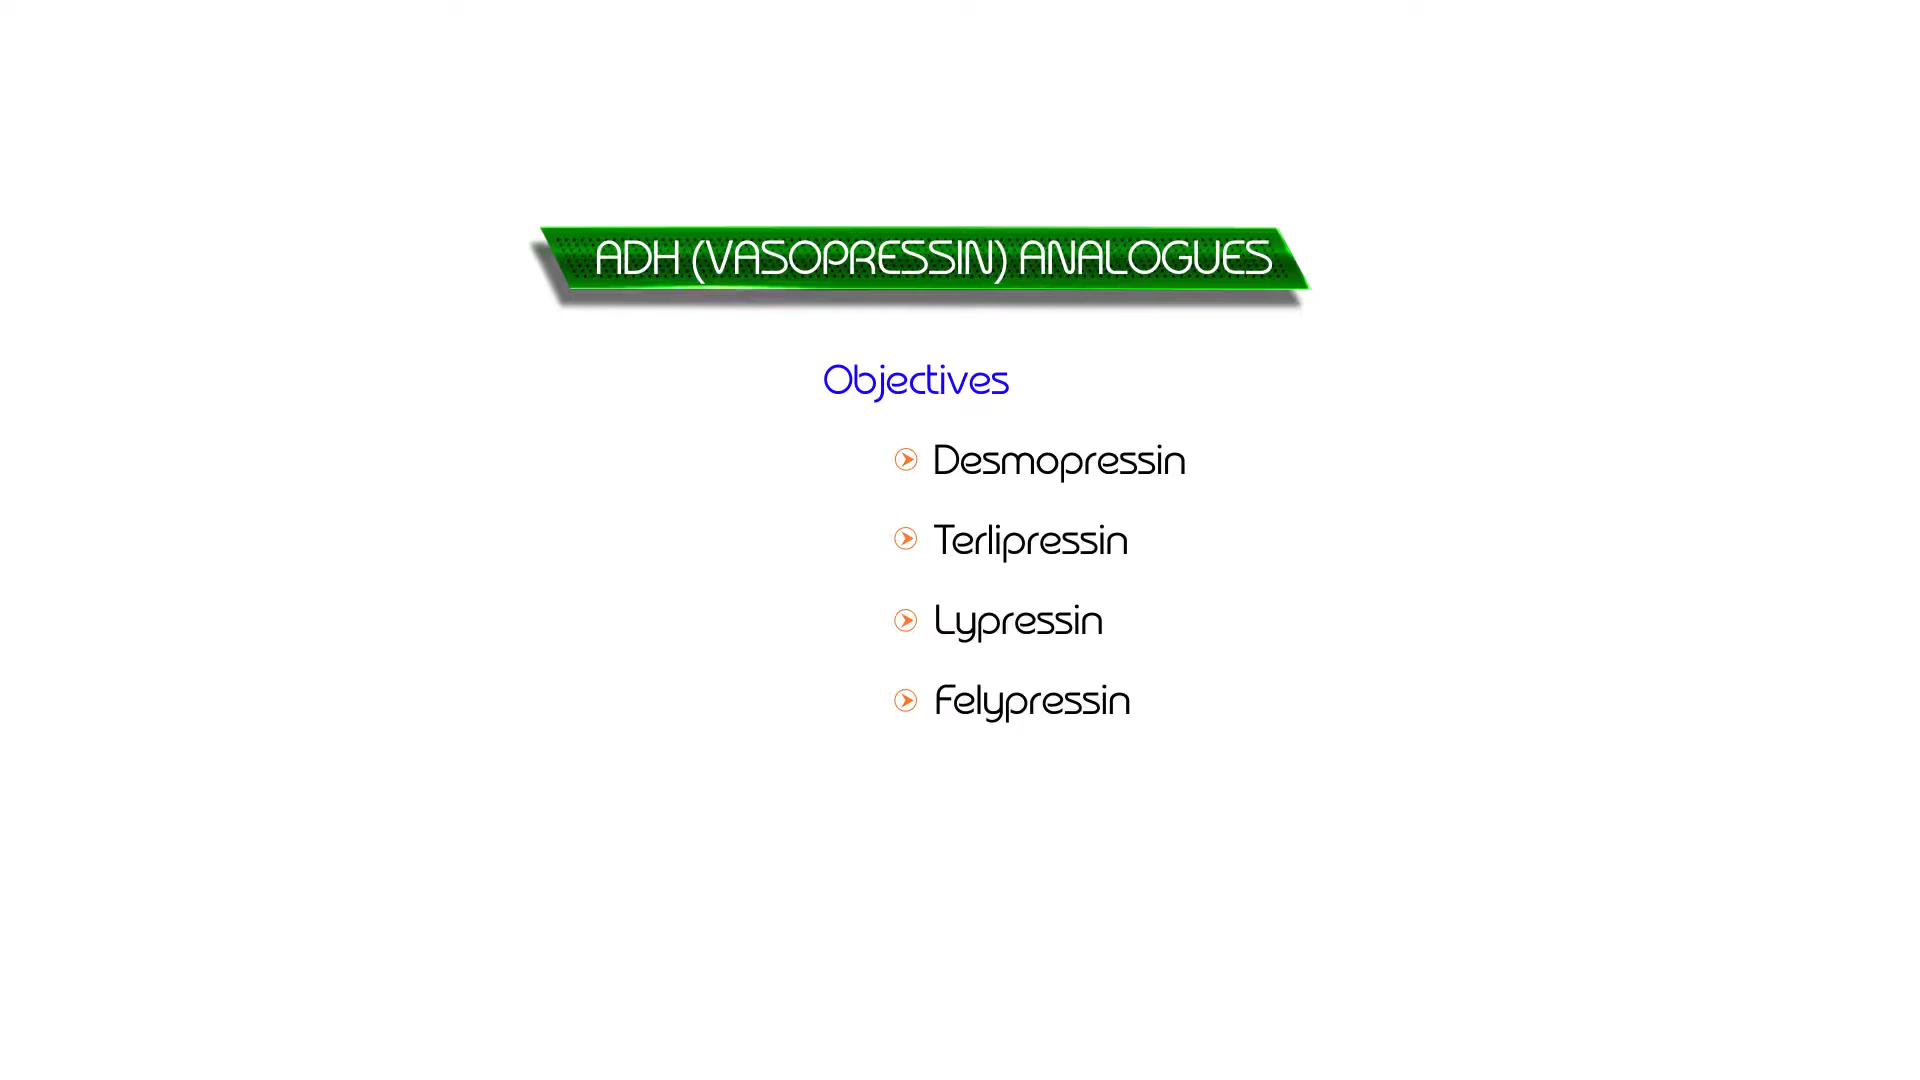 ADH (VASOPRESSIN) ANALOGUES
Objectives
Desmopressin
Terlipressin
Lypressin
Felypressin